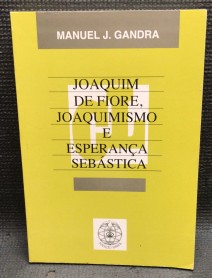 MANUEL J. GANDRA
JOAQUIM
DE FIORE,
JOAQUIMISMO
E
ESPERANÇA
SEBÁSTICA